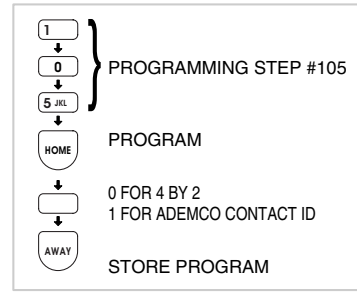 1
0
PROGRAMMING STEP #105
5 JKL
HOME
PROGRAM
0 FOR 4 BY 2
1 FOR ADEMCO CONTACT ID
AWAY
STORE PROGRAM